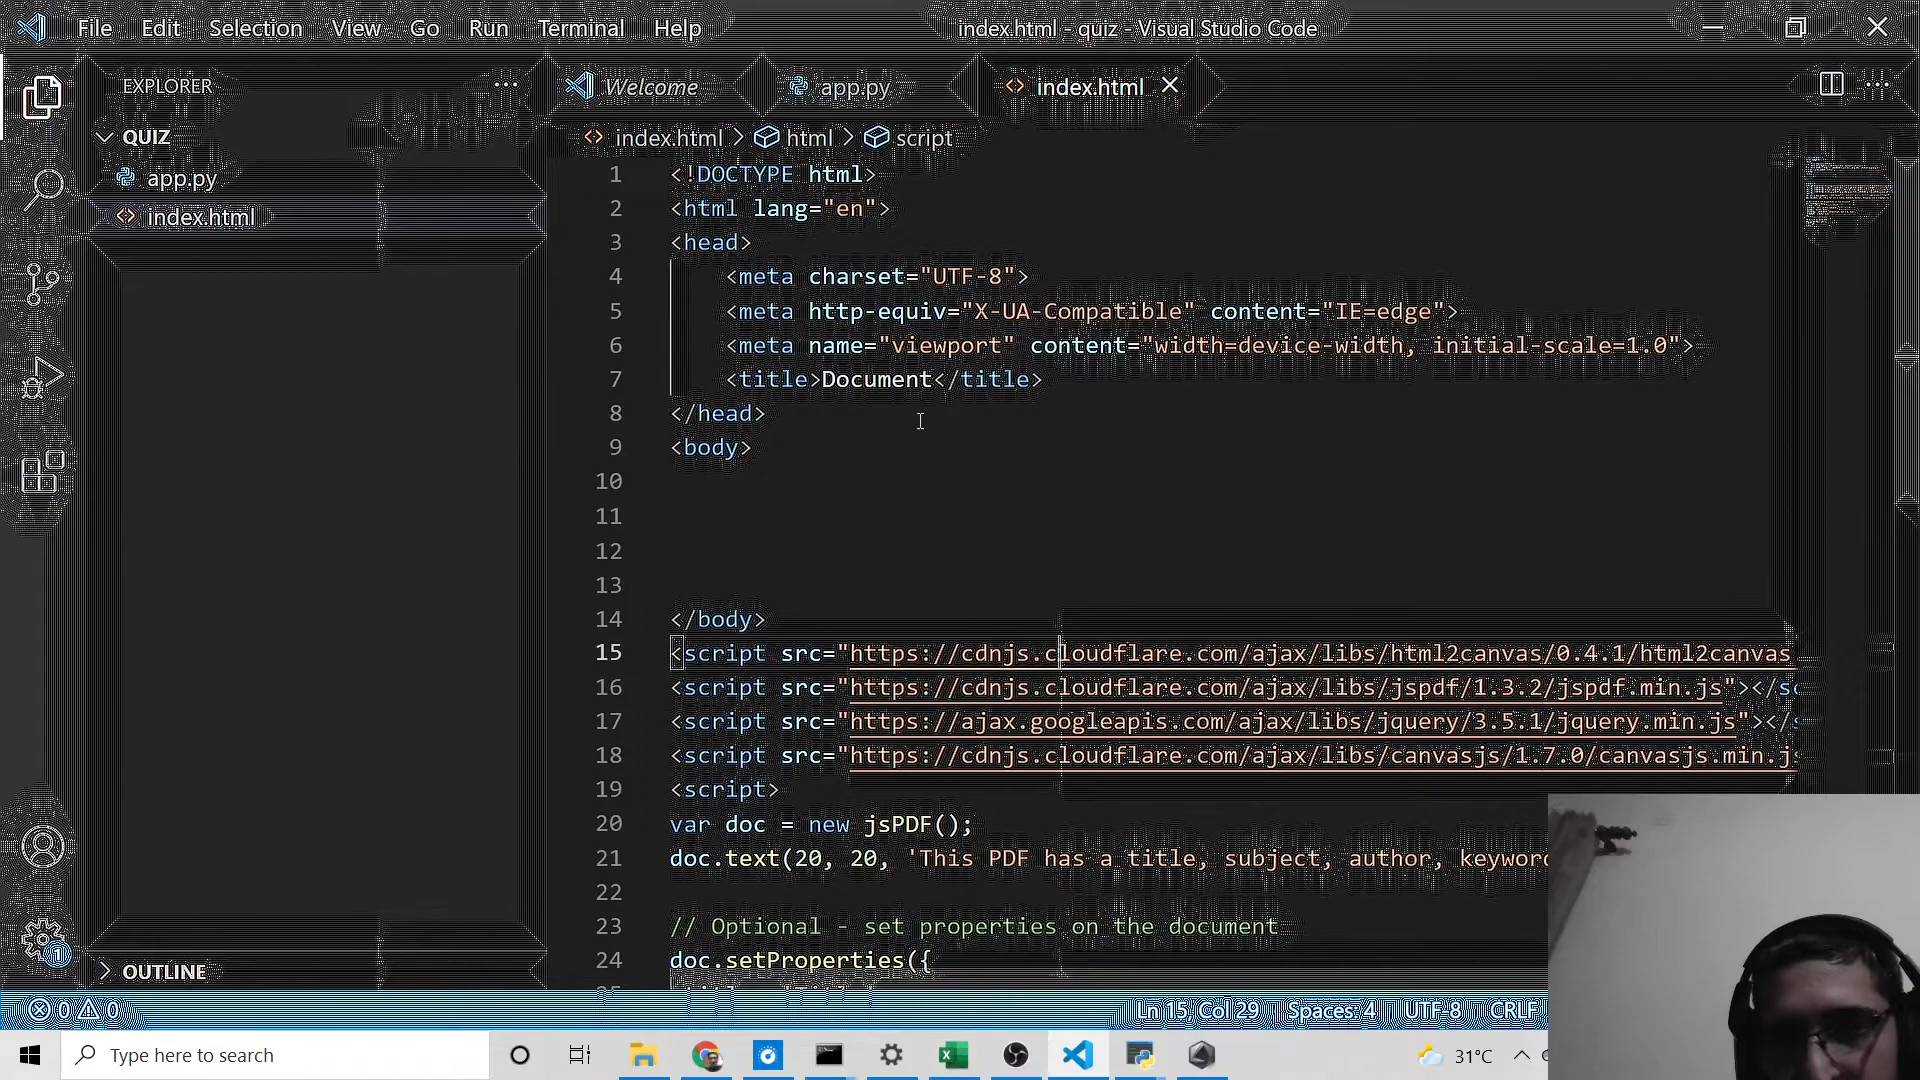 File Edit Selection View Go Run Terminal Help index.html - quiz - Visual Studio Code
EXPLORER
QUIZ
app.py
index.html
OUTLINE
Welcome app.py index.html
index.html > html > script
1 <!DOCTYPE html>
2 <html lang="en">
3 <head>
4 <meta charset="UTF-8">
5 <meta http-equiv="X-UA-Compatible" content="IE=edge">
6 <meta name="viewport" content="width=device-width, initial-scale=1.0">
7 <title>Document</title>
8 </head>
9 <body>
10
11
12
13
14 </body>
15 <script src="https://cdnjs.cloudflare.com/ajax/libs/html2canvas/0.4.1/html2canvas
16 <script src="https://cdnjs.cloudflare.com/ajax/libs/jspdf/1.3.2/jspdf.min.js"></sc
17 <script src="https://ajax.googleapis.com/ajax/libs/jquery/3.5.1/jquery.min.js"></s
18 <script src="https://cdnjs.cloudflare.com/ajax/libs/canvasjs/1.7.0/canvasjs.min.js
19 <script>
20 var doc = new jsPDF();
21 doc.text(20, 20, 'This PDF has a title, subject, author, keyword
22
23 // Optional - set properties on the document
24 doc.setProperties({
0 0 Ln 15, Col 29 Spaces: 4 UTF-8 CRLF
1
Type here to search 31°C